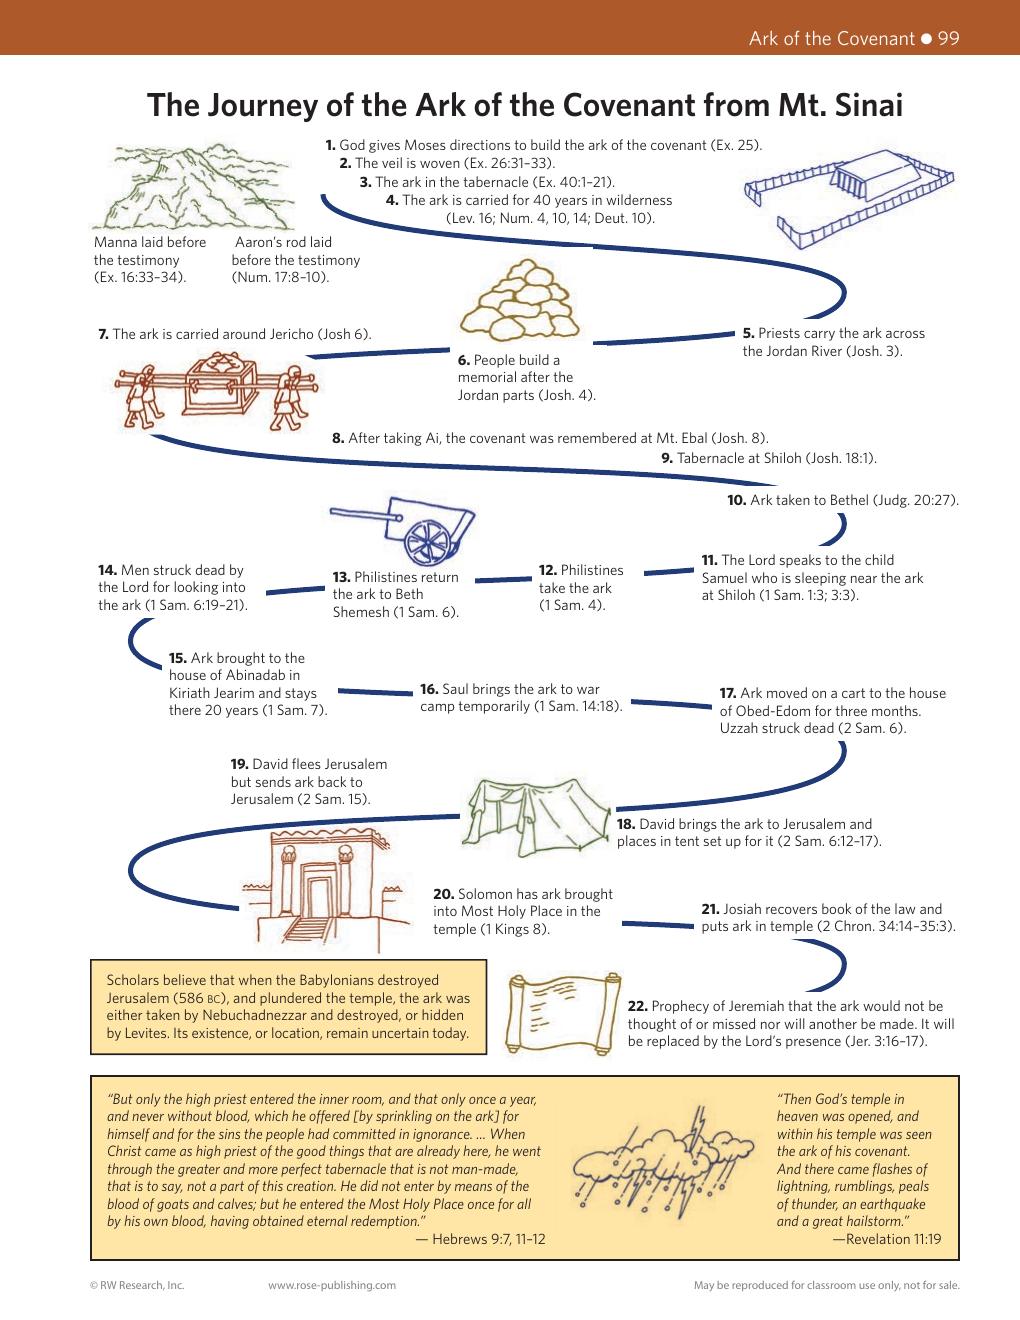 Ark of the Covenant ● 99
The Journey of the Ark of the Covenant from Mt. Sinai
1. God gives Moses directions to build the ark of the covenant (Ex. 25).
2. The veil is woven (Ex. 26:31–33).
3. The ark in the tabernacle (Ex. 40:1–21).
4. The ark is carried for 40 years in wilderness
(Lev. 16; Num. 4, 10, 14; Deut. 10).
Manna laid before
the testimony
(Ex. 16:33–34).
Aaron's rod laid
before the testimony
(Num. 17:8–10).
5. Priests carry the ark across
the Jordan River (Josh. 3).
6. People build a
memorial after the
Jordan parts (Josh. 4).
7. The ark is carried around Jericho (Josh 6).
8. After taking Ai, the covenant was remembered at Mt. Ebal (Josh. 8).
9. Tabernacle at Shiloh (Josh. 18:1).
10. Ark taken to Bethel (Judg. 20:27).
11. The Lord speaks to the child
Samuel who is sleeping near the ark
at Shiloh (1 Sam. 1:3; 3:3).
12. Philistines
take the ark
(1 Sam. 4).
13. Philistines return
the ark to Beth
Shemesh (1 Sam. 6).
14. Men struck dead by
the Lord for looking into
the ark (1 Sam. 6:19–21).
15. Ark brought to the
house of Abinadab in
Kiriath Jearim and stays
there 20 years (1 Sam. 7).
16. Saul brings the ark to war
camp temporarily (1 Sam. 14:18).
17. Ark moved on a cart to the house
of Obed-Edom for three months.
Uzzah struck dead (2 Sam. 6).
18. David brings the ark to Jerusalem and
places in tent set up for it (2 Sam. 6:12–17).
19. David flees Jerusalem
but sends ark back to
Jerusalem (2 Sam. 15).
20. Solomon has ark brought
into Most Holy Place in the
temple (1 Kings 8).
21. Josiah recovers book of the law and
puts ark in temple (2 Chron. 34:14–35:3).
22. Prophecy of Jeremiah that the ark would not be
thought of or missed nor will another be made. It will
be replaced by the Lord's presence (Jer. 3:16–17).
Scholars believe that when the Babylonians destroyed
Jerusalem (586 BC), and plundered the temple, the ark was
either taken by Nebuchadnezzar and destroyed, or hidden
by Levites. Its existence, or location, remain uncertain today.
"But only the high priest entered the inner room, and that only once a year,
and never without blood, which he offered [by sprinkling on the ark] for
himself and for the sins the people had committed in ignorance. ... When
Christ came as high priest of the good things that are already here, he went
through the greater and more perfect tabernacle that is not man-made,
that is to say, not a part of this creation. He did not enter by means of the
blood of goats and calves; but he entered the Most Holy Place once for all
by his own blood, having obtained eternal redemption."
— Hebrews 9:7, 11–12
"Then God's temple in
heaven was opened, and
within his temple was seen
the ark of his covenant.
And there came flashes of
lightning, rumblings, peals
of thunder, an earthquake
and a great hailstorm."
—Revelation 11:19
© RW Research, Inc. www.rose-publishing.com May be reproduced for classroom use only, not for sale.